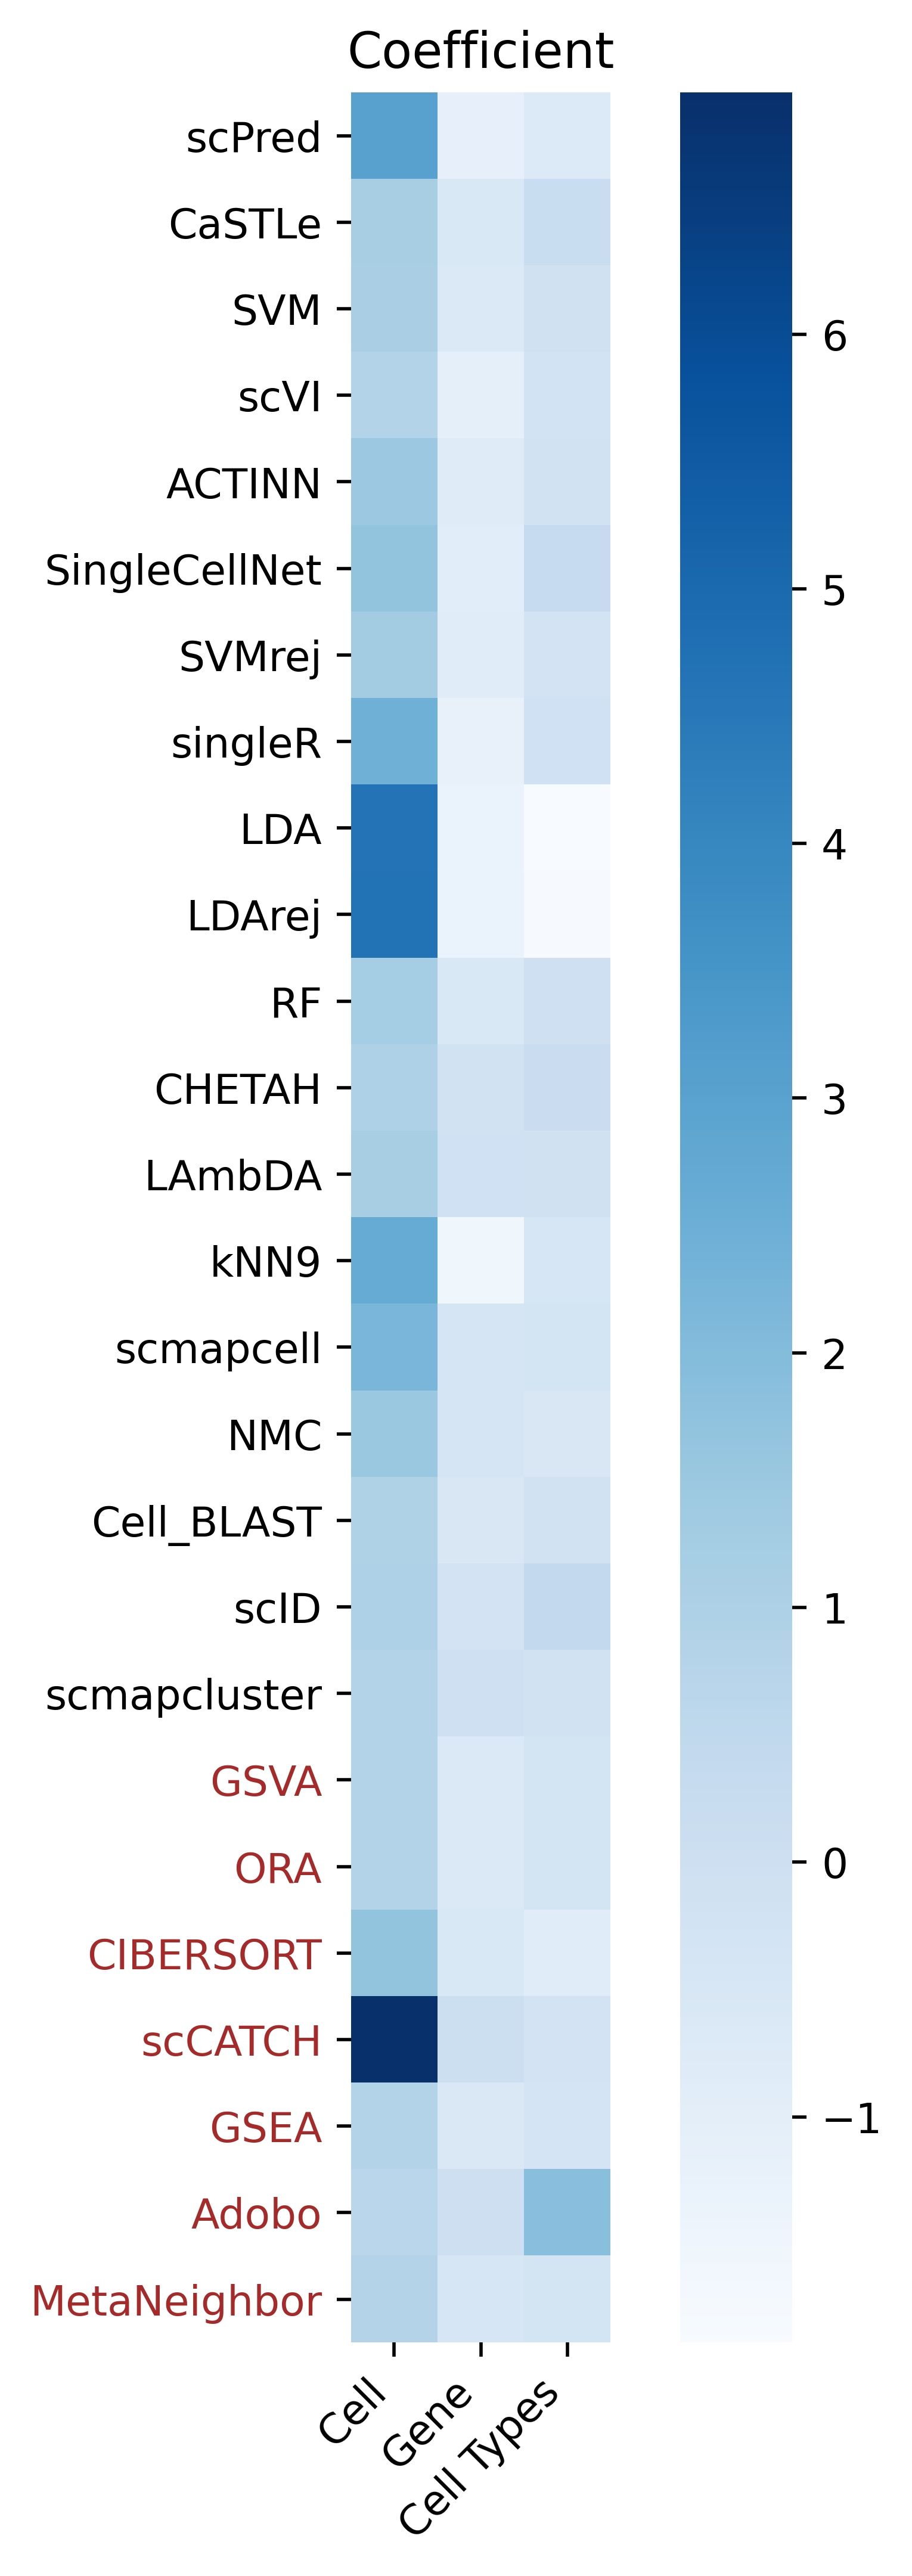 Coefficient
scPred
CaSTLe
SVM
scVI
ACTINN
SingleCellNet
SVMrej
singleR
LDA
LDArej
RF
CHETAH
LAmbDA
kNN9
scmapcell
NMC
Cell_BLAST
scID
scmapcluster
GSVA
ORA
CIBERSORT
scCATCH
GSEA
Adobo
MetaNeighbor
Cell
Gene
Cell Types
6
5
4
3
2
1
0
−1